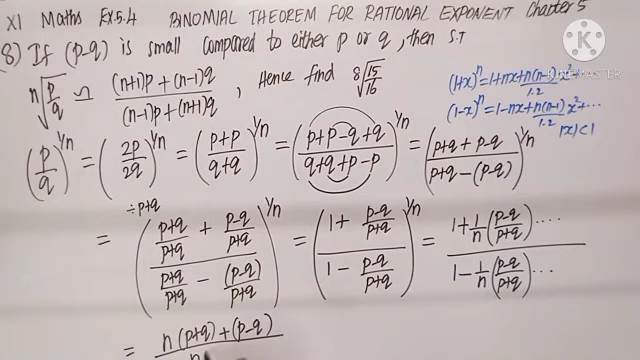 XI Maths EX 5.4 BINOMIAL THEOREM FOR RATIONAL EXPONENT Chapter 5
8) If (p-q) is small compared to either p or q, then S.T
ⁿ√(p/q) ≃ ((n+1)p+(n-1)q)/((n-1)p+(n+1)q), Hence find ⁸√(15/16)
(1+x)ⁿ = 1+nx+n(n-1)/1.2 x²+...
(1-x)ⁿ = 1-nx+n(n-1)/1.2 x²+...
|x|<1
(p/q)^(1/n) = (2p/2q)^(1/n) = ((p+p)/(q+q))^(1/n) = ((p+p-q+q)/(q+q+p-p))^(1/n) = ((p+q+p-q)/(p+q-(p-q)))^(1/n)
÷p+q
= (((p+q)/(p+q) + (p-q)/(p+q))/((p+q)/(p+q) - (p-q)/(p+q)))^(1/n) = ((1+ (p-q)/(p+q))/(1- (p-q)/(p+q)))^(1/n) = (1+1/n((p-q)/(p+q))....)/(1-1/n((p-q)/(p+q))...)
= n(p+q)+(p-q)
n
KINEMASTER